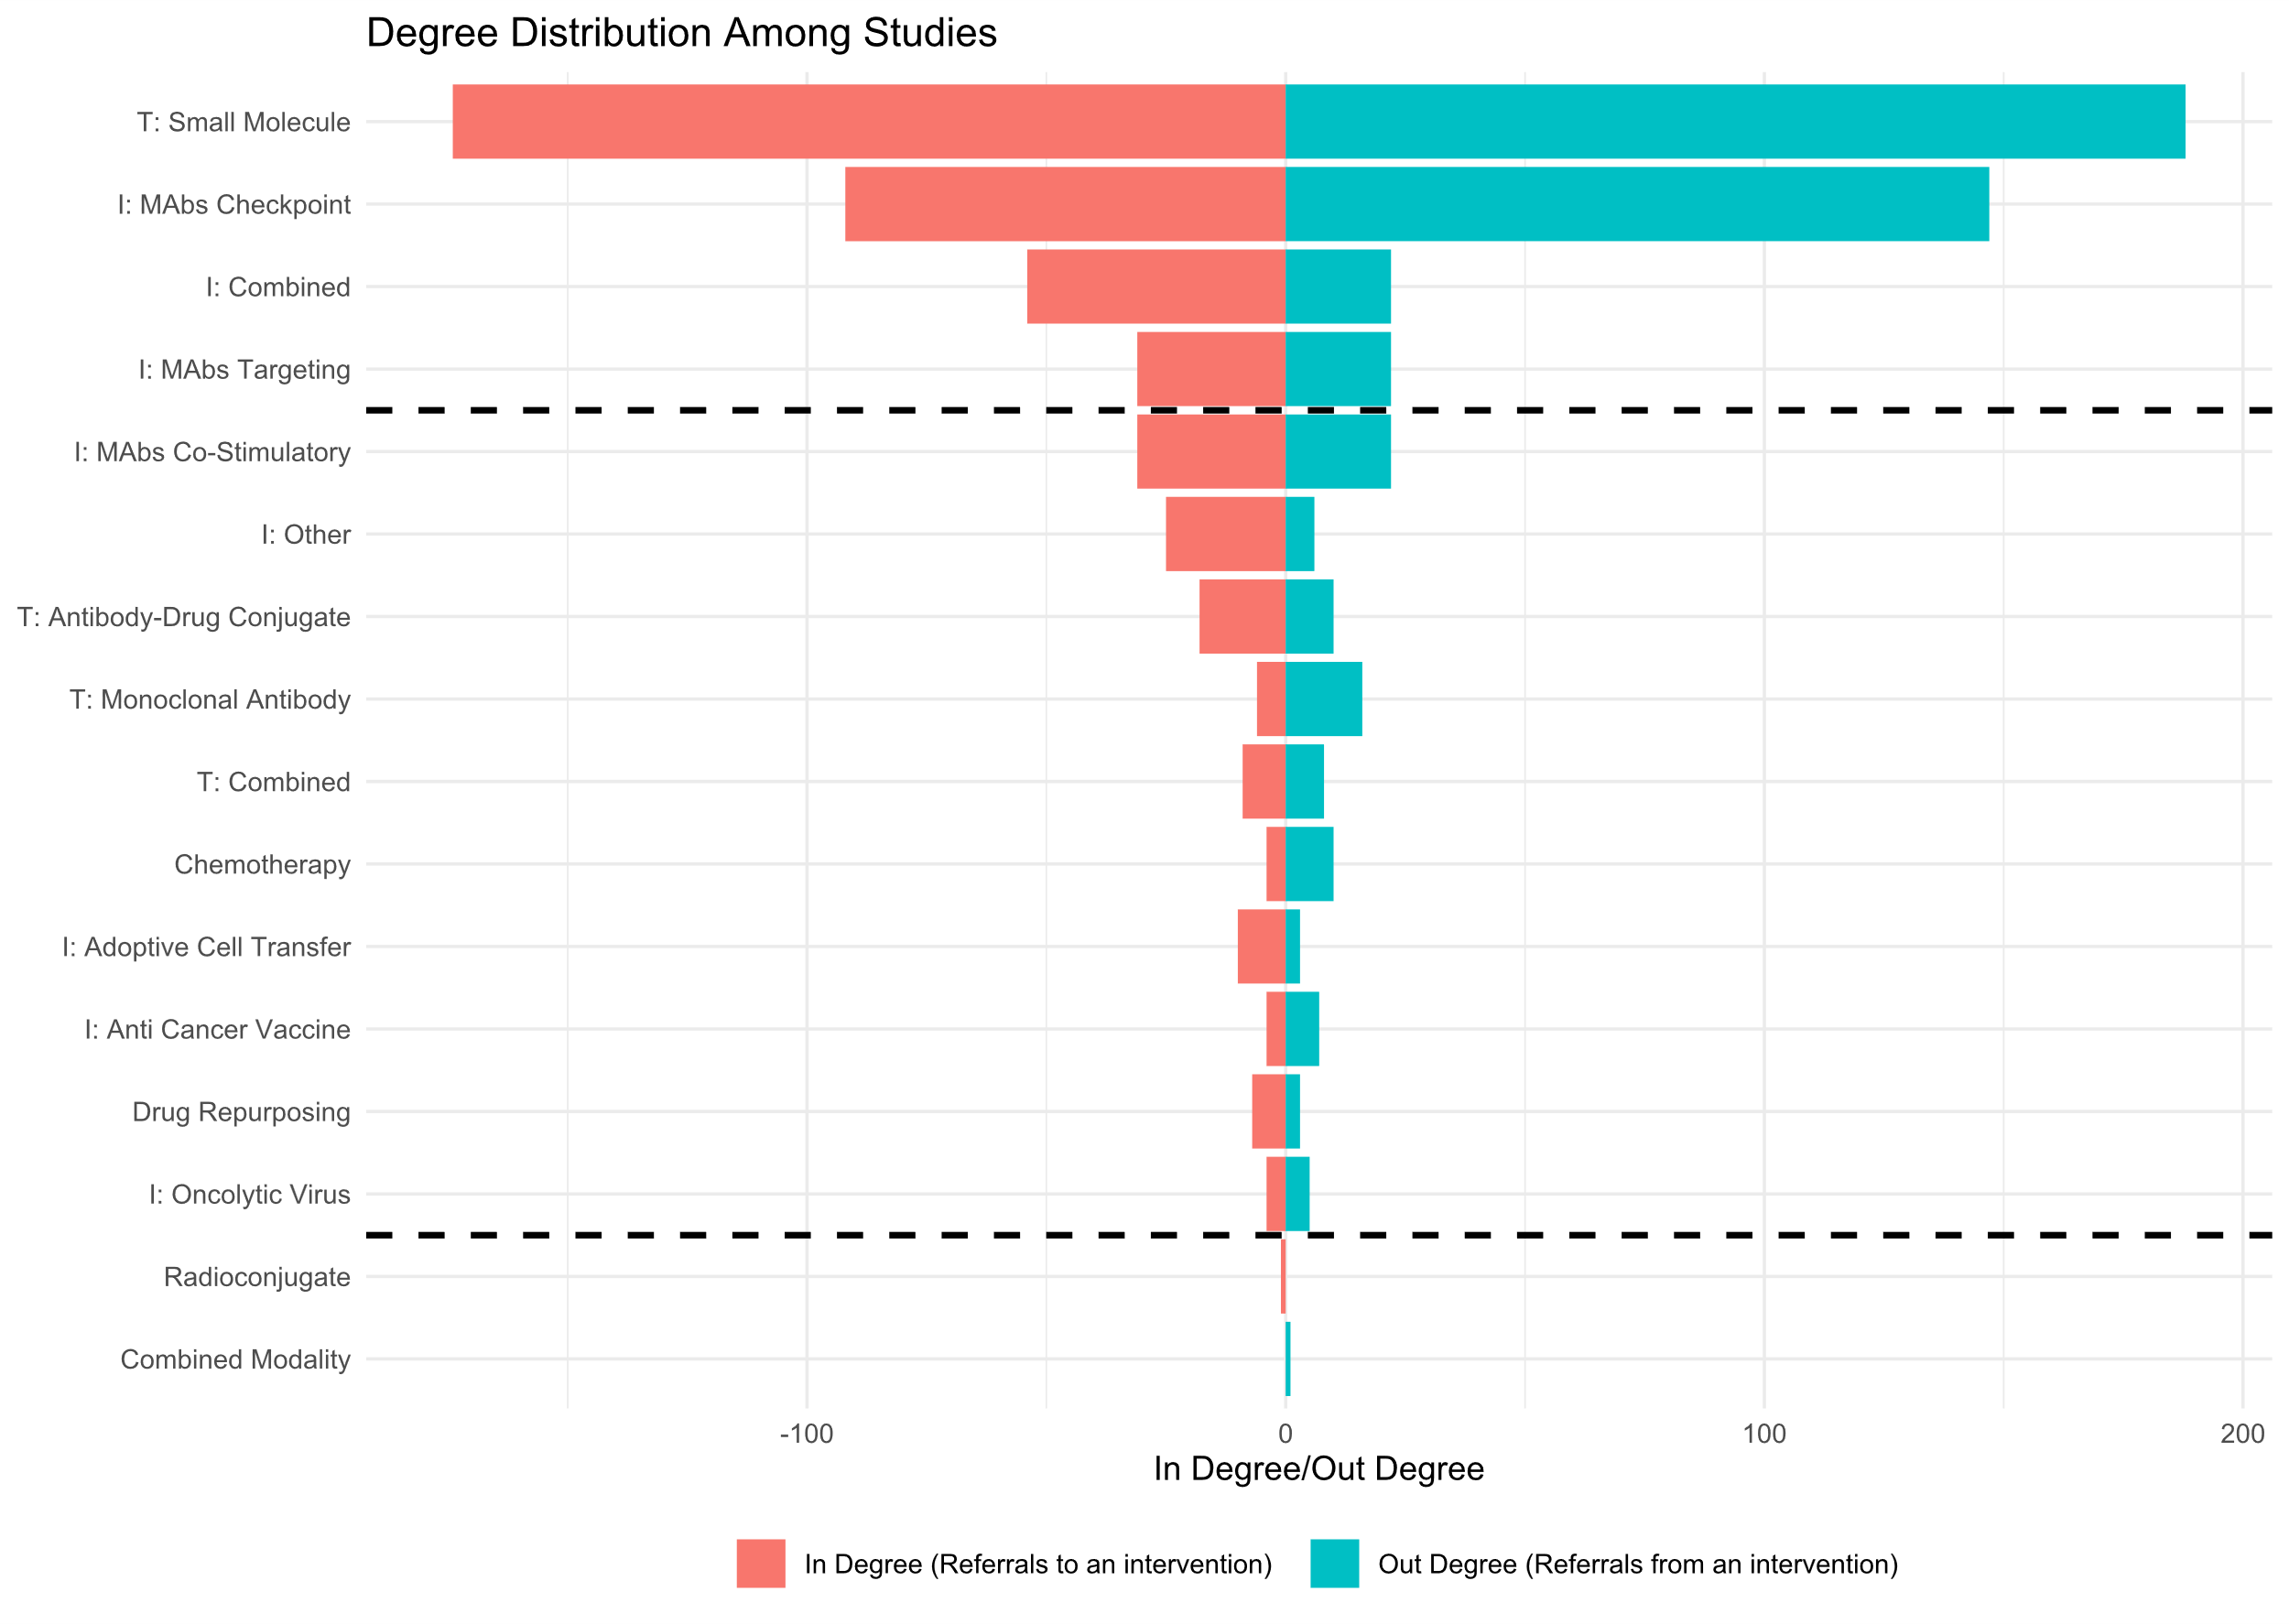 Degree Distribution Among Studies
T: Small Molecule
I: MAbs Checkpoint
I: Combined
I: MAbs Targeting
I: MAbs Co-Stimulatory
I: Other
T: Antibody-Drug Conjugate
T: Monoclonal Antibody
T: Combined
Chemotherapy
I: Adoptive Cell Transfer
I: Anti Cancer Vaccine
Drug Repurposing
I: Oncolytic Virus
Radioconjugate
Combined Modality
-100 0 100 200
In Degree/Out Degree
In Degree (Referrals to an intervention) Out Degree (Referrals from an intervention)